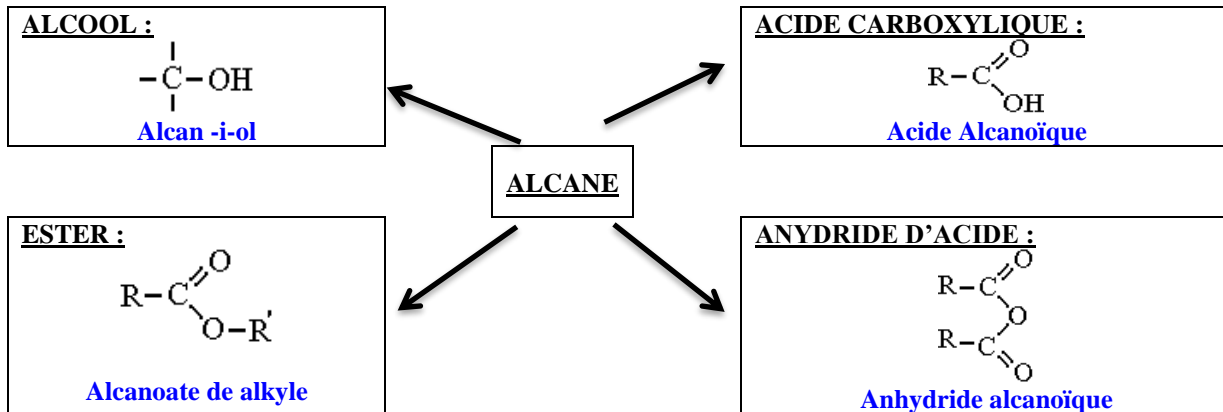 ALCOOL :
–C–OH
Alcan -i-ol
ACIDE CARBOXYLIQUE :
O
R–C
OH
Acide Alcanoïque
ALCANE
ESTER :
O
R–C
O–R'
Alcanoate de alkyle
ANYDRIDE D'ACIDE :
O
R–C
O
R–C
O
Anhydride alcanoïque